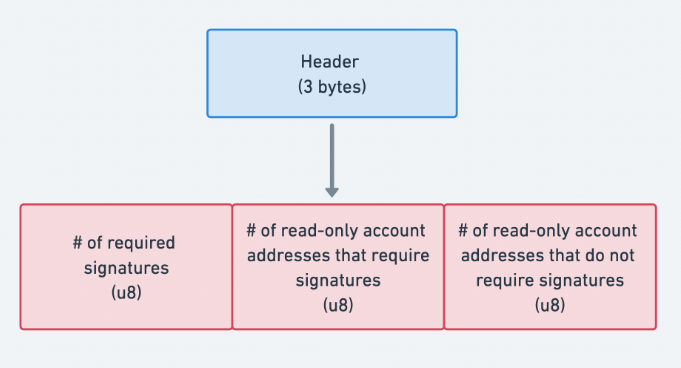 Header
(3 bytes)
# of required
signatures
(u8)
# of read-only account
addresses that require
signatures
(u8)
# of read-only account
addresses that do not
require signatures
(u8)